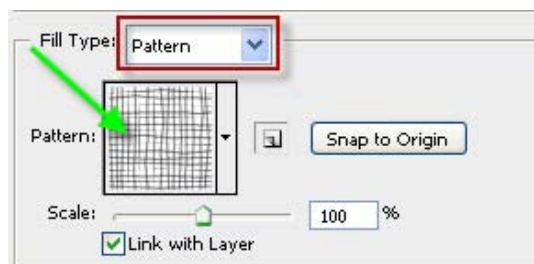 Fill Type: Pattern
Pattern: Snap to Origin
Scale: 100 %
Link with Layer